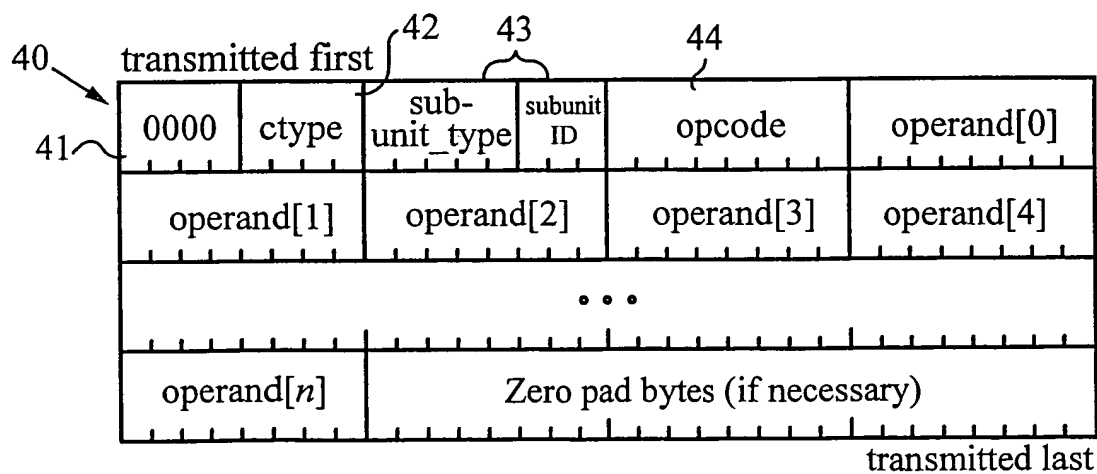 42 43 44
40 transmitted first
41 0000 ctype sub-unit_type subunit ID opcode operand[0]
operand[1] operand[2] operand[3] operand[4]
operand[n] Zero pad bytes (if necessary)
transmitted last